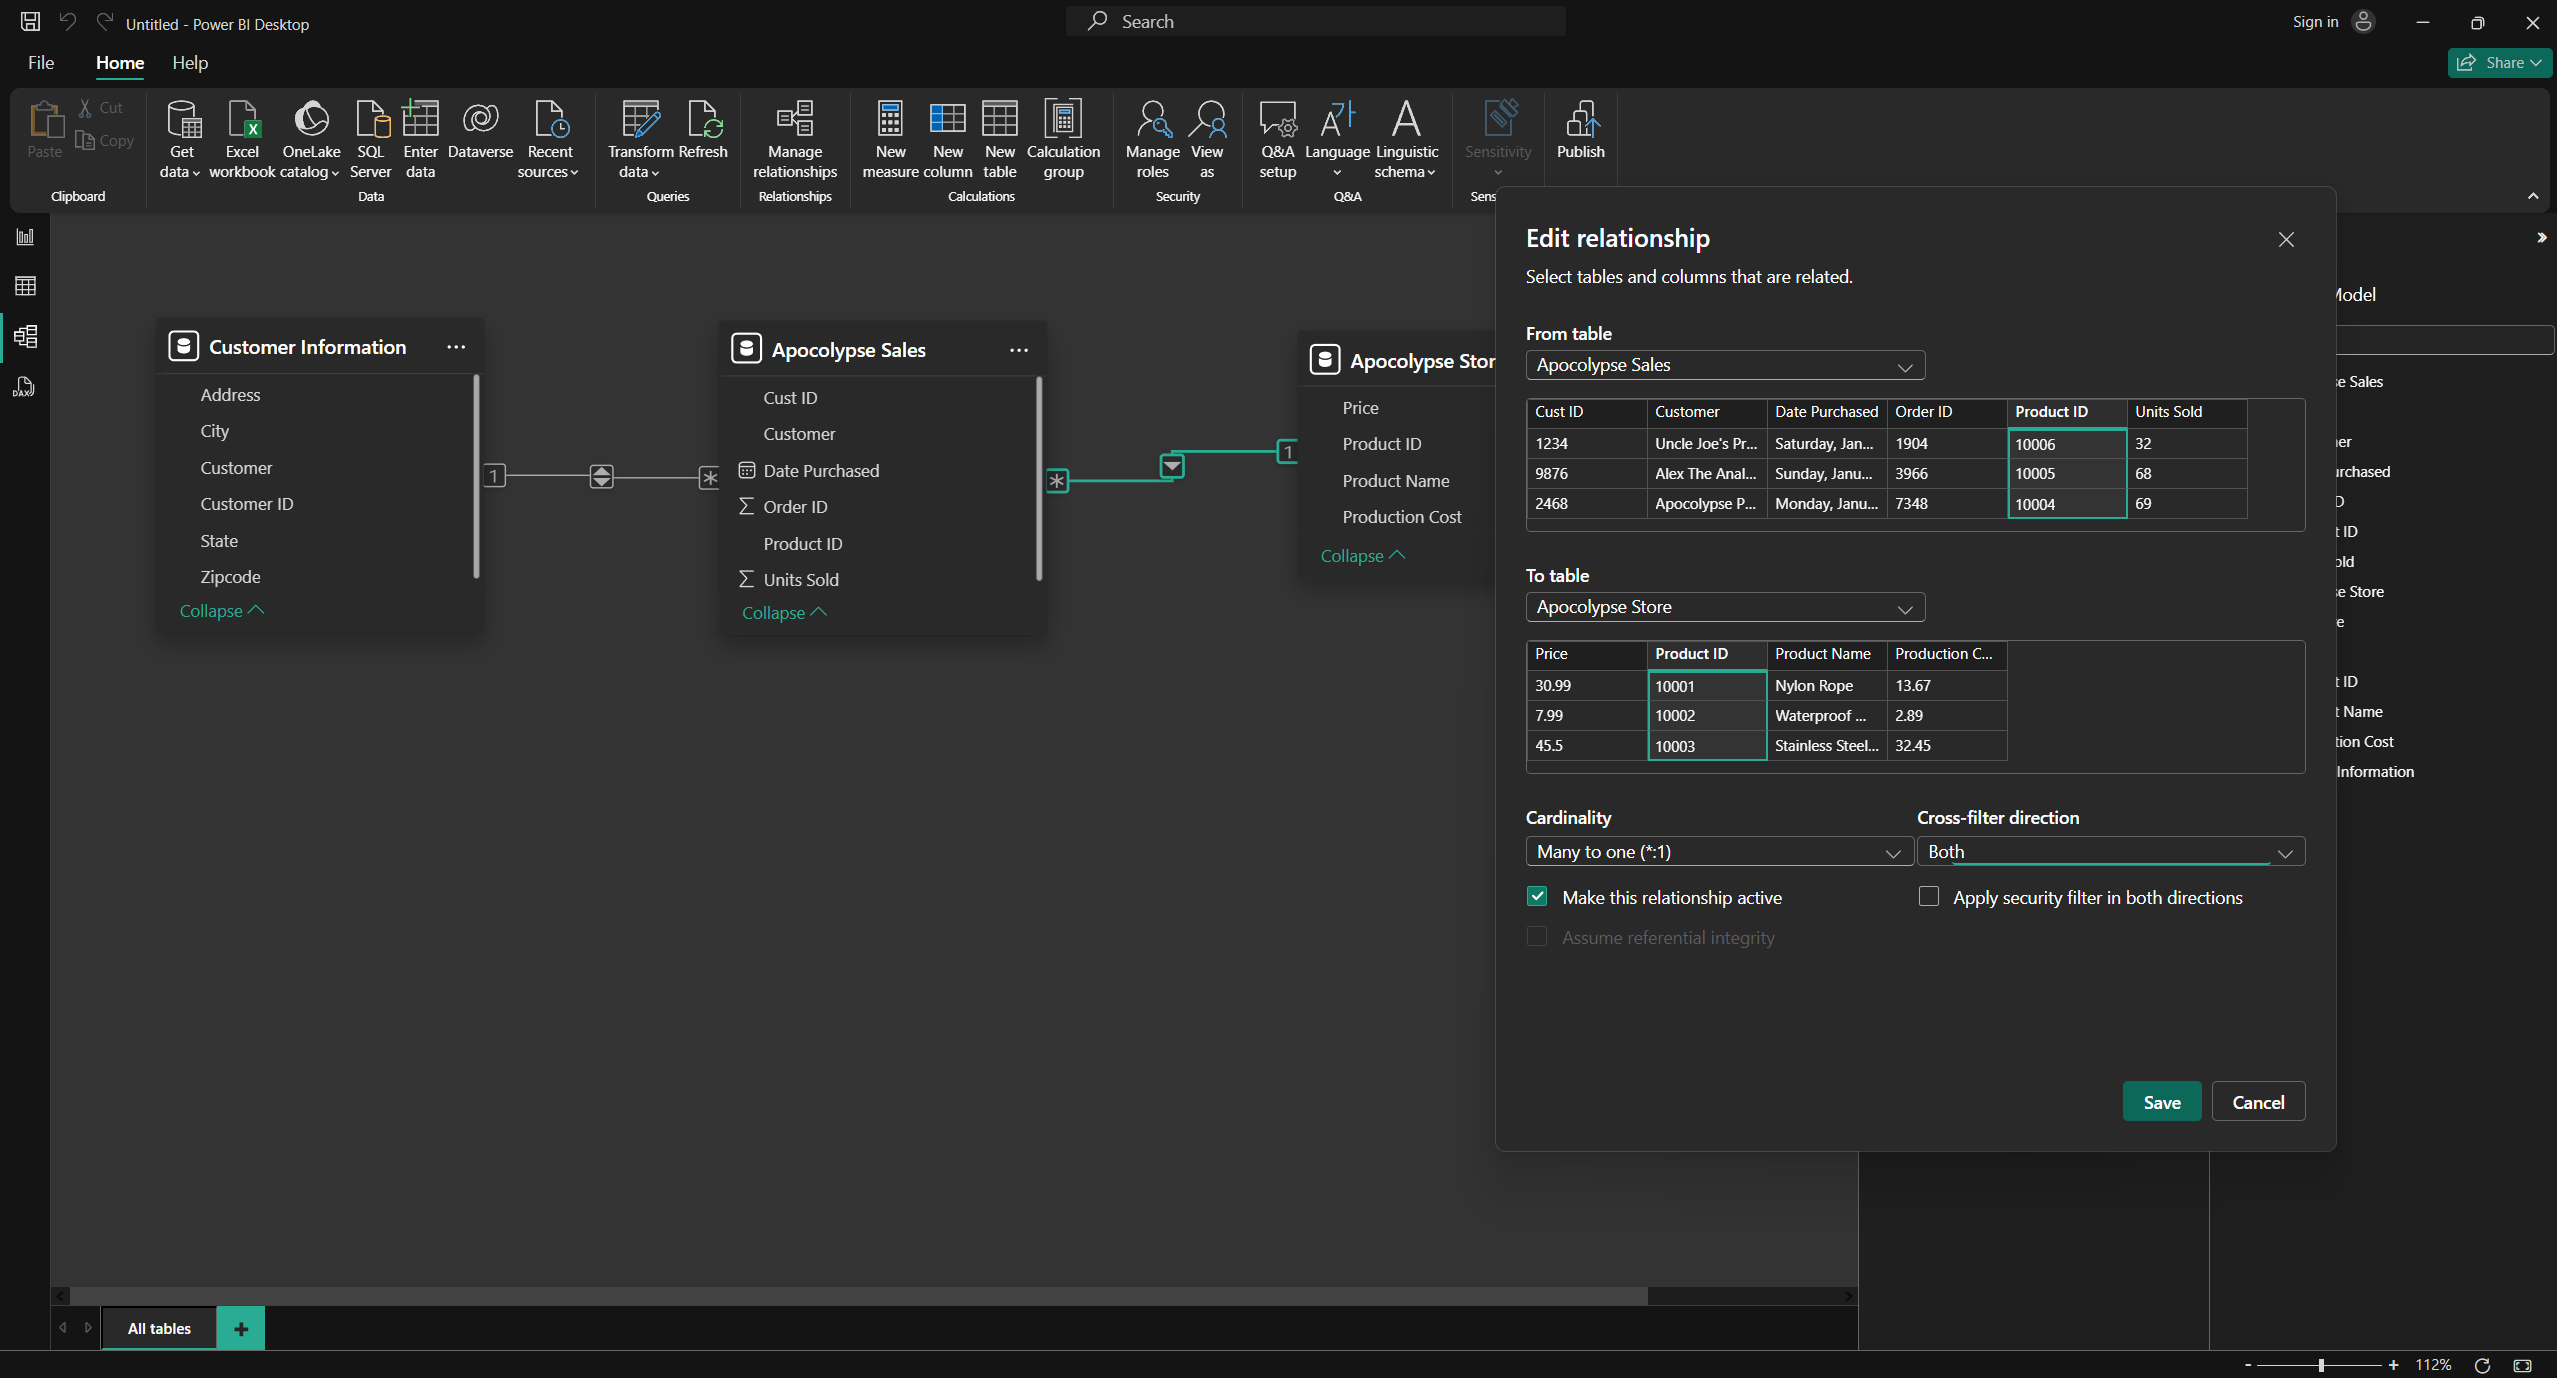 Untitled - Power BI Desktop
Search
Sign in
File
Home
Help
Share
Paste
Cut
Copy
Get data
Excel workbook
OneLake catalog
SQL Server
Enter data
Dataverse
Recent sources
Transform data
Refresh
Manage relationships
New measure
New column
New table
Calculation group
Manage roles
View as
Q&A setup
Language
Linguistic schema
Sensitivity
Publish
Clipboard
Data
Queries
Relationships
Calculations
Security
Q&A
Sens
DAX
Customer Information
Address
City
Customer
Customer ID
State
Zipcode
Collapse
1
*
Apocolypse Sales
Cust ID
Customer
Date Purchased
Order ID
Product ID
Units Sold
Collapse
*
1
Apocolypse Stor
Price
Product ID
Product Name
Production Cost
Collapse
Edit relationship
Select tables and columns that are related.
From table
Apocolypse Sales
Cust ID Customer Date Purchased Order ID Product ID Units Sold
1234 Uncle Joe's Pr... Saturday, Jan... 1904 10006 32
9876 Alex The Anal... Sunday, Janu... 3966 10005 68
2468 Apocolypse P... Monday, Janu... 7348 10004 69
To table
Apocolypse Store
Price Product ID Product Name Production C...
30.99 10001 Nylon Rope 13.67
7.99 10002 Waterproof ... 2.89
45.5 10003 Stainless Steel... 32.45
Cardinality
Many to one (*:1)
Cross-filter direction
Both
Make this relationship active
Apply security filter in both directions
Assume referential integrity
Save
Cancel
Model
e Sales
er
urchased
D
t ID
old
e Store
e
t ID
t Name
tion Cost
Information
All tables
+
- + 112%